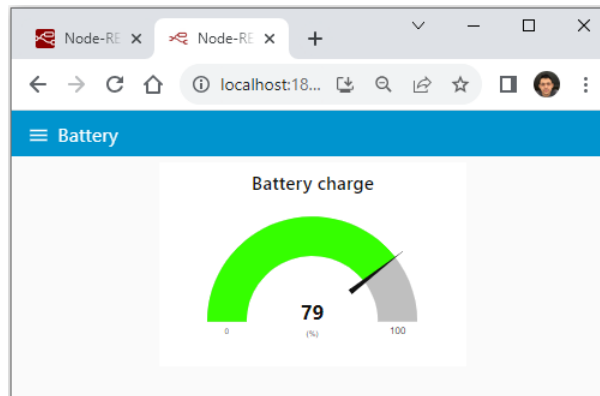 Node-RE
Node-RE
localhost:18...
Battery
Battery charge
79
(%)
0
100